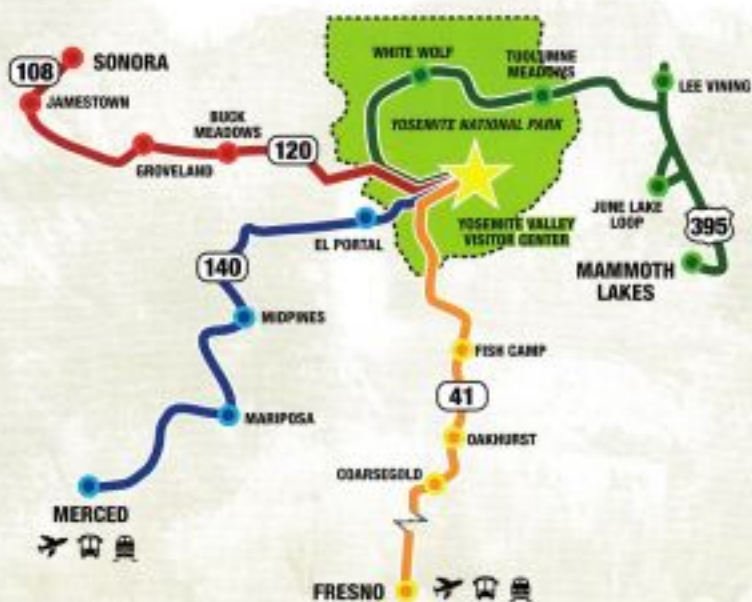 108
SONORA
JAMESTOWN
BUCK
MEADOWS
GROVELAND
120
WHITE WOLF
TUOLUMNE
MEADOWS
YOSEMITE NATIONAL PARK
LEE VINING
JUNE LAKE
LOOP
395
MAMMOTH
LAKES
YOSEMITE VALLEY
VISITOR CENTER
EL PORTAL
140
MIDPINES
MARIPOSA
MERCED
FISH CAMP
41
OAKHURST
COARSEGOLD
FRESNO